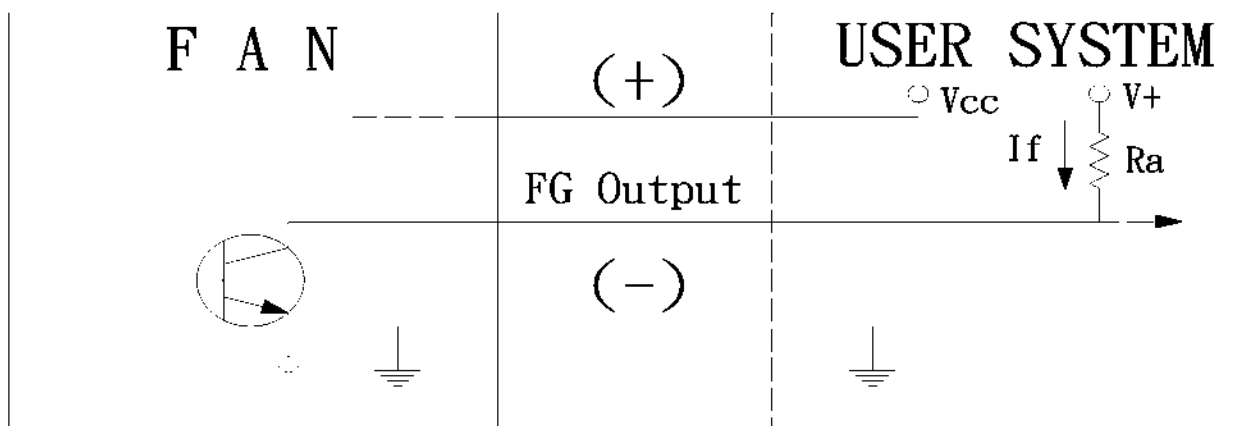 F A N
(+)
USER SYSTEM
Vcc
V+
If
Ra
FG Output
(-)